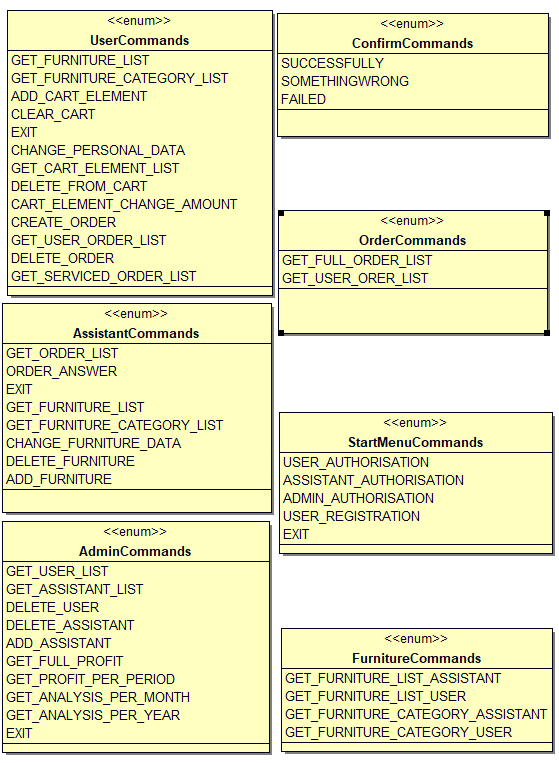 <<enum>>
UserCommands
GET_FURNITURE_LIST
GET_FURNITURE_CATEGORY_LIST
ADD_CART_ELEMENT
CLEAR_CART
EXIT
CHANGE_PERSONAL_DATA
GET_CART_ELEMENT_LIST
DELETE_FROM_CART
CART_ELEMENT_CHANGE_AMOUNT
CREATE_ORDER
GET_USER_ORDER_LIST
DELETE_ORDER
GET_SERVICED_ORDER_LIST
<<enum>>
AssistantCommands
GET_ORDER_LIST
ORDER_ANSWER
EXIT
GET_FURNITURE_LIST
GET_FURNITURE_CATEGORY_LIST
CHANGE_FURNITURE_DATA
DELETE_FURNITURE
ADD_FURNITURE
<<enum>>
AdminCommands
GET_USER_LIST
GET_ASSISTANT_LIST
DELETE_USER
DELETE_ASSISTANT
ADD_ASSISTANT
GET_FULL_PROFIT
GET_PROFIT_PER_PERIOD
GET_ANALYSIS_PER_MONTH
GET_ANALYSIS_PER_YEAR
EXIT
<<enum>>
ConfirmCommands
SUCCESSFULLY
SOMETHINGWRONG
FAILED
<<enum>>
OrderCommands
GET_FULL_ORDER_LIST
GET_USER_ORER_LIST
<<enum>>
StartMenuCommands
USER_AUTHORISATION
ASSISTANT_AUTHORISATION
ADMIN_AUTHORISATION
USER_REGISTRATION
EXIT
<<enum>>
FurnitureCommands
GET_FURNITURE_LIST_ASSISTANT
GET_FURNITURE_LIST_USER
GET_FURNITURE_CATEGORY_ASSISTANT
GET_FURNITURE_CATEGORY_USER